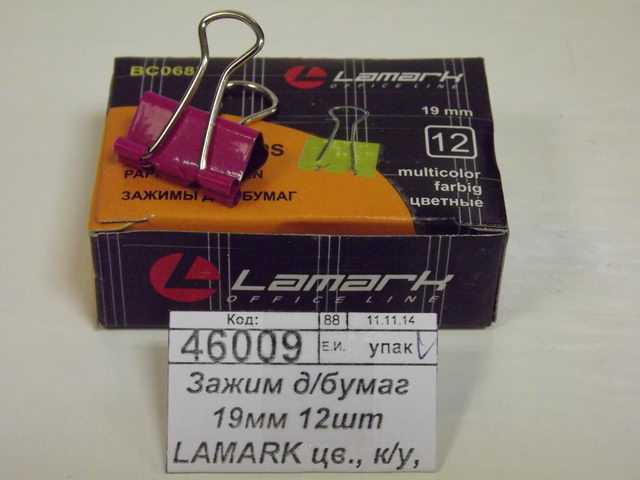 BC068
Lamark
OFFICE LINE
19 mm
12
multicolor
farbig
цветные
ЗАЖИМЫ Д БУМАГ
Lamark
OFFICE LINE
Код: 88 11.11.14
46009 Е.И. упак
Зажим д/бумаг
19мм 12шт
LAMARK цв., к/у,